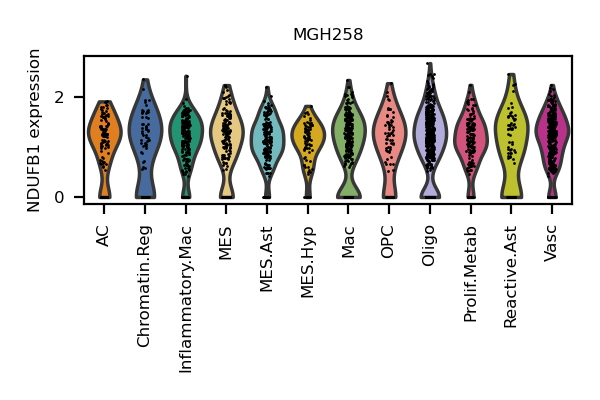 MGH258
NDUFB1 expression
2
0
AC
Chromatin.Reg
Inflammatory.Mac
MES
MES.Ast
MES.Hyp
Mac
OPC
Oligo
Prolif.Metab
Reactive.Ast
Vasc